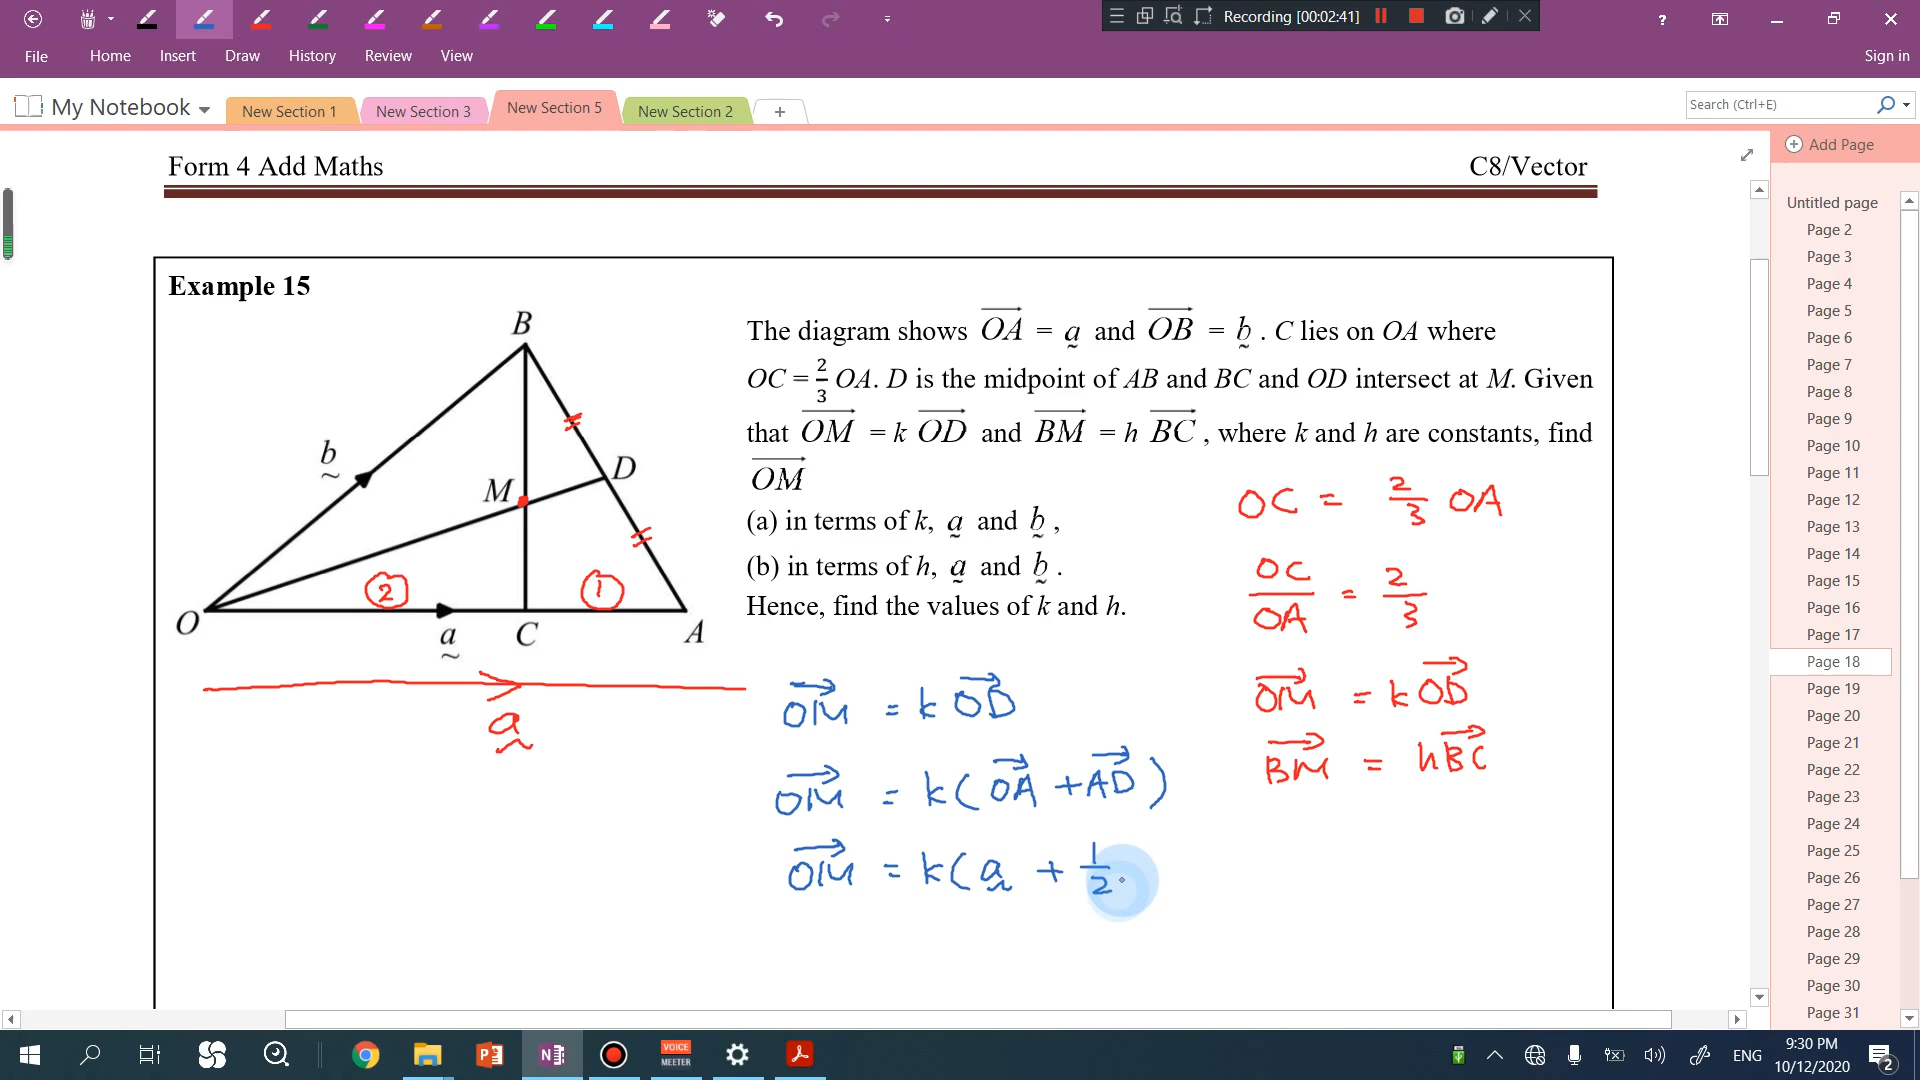 Recording [00:02:41]
File Home Insert Draw History Review View
Sign in
My Notebook New Section 1 New Section 3 New Section 5 New Section 2
Search (Ctrl+E)
Add Page
Form 4 Add Maths C8/Vector
Example 15
The diagram shows OA = a and OB = b . C lies on OA where
OC = 2/3 OA. D is the midpoint of AB and BC and OD intersect at M. Given
that OM = k OD and BM = h BC , where k and h are constants, find
OM
(a) in terms of k, a and b ,
(b) in terms of h, a and b .
Hence, find the values of k and h.
B
b
D
M
2
1
O
a
C
A
a
OC = 2/3 OA
OC/OA = 2/3
OM = kOD
BM = hBC
OM = k OD
OM = k( OA + AD )
OM = k( a + 1/2
Untitled page
Page 2
Page 3
Page 4
Page 5
Page 6
Page 7
Page 8
Page 9
Page 10
Page 11
Page 12
Page 13
Page 14
Page 15
Page 16
Page 17
Page 18
Page 19
Page 20
Page 21
Page 22
Page 23
Page 24
Page 25
Page 26
Page 27
Page 28
Page 29
Page 30
Page 31
VOICE
MEETER
ENG
9:30 PM
10/12/2020
2